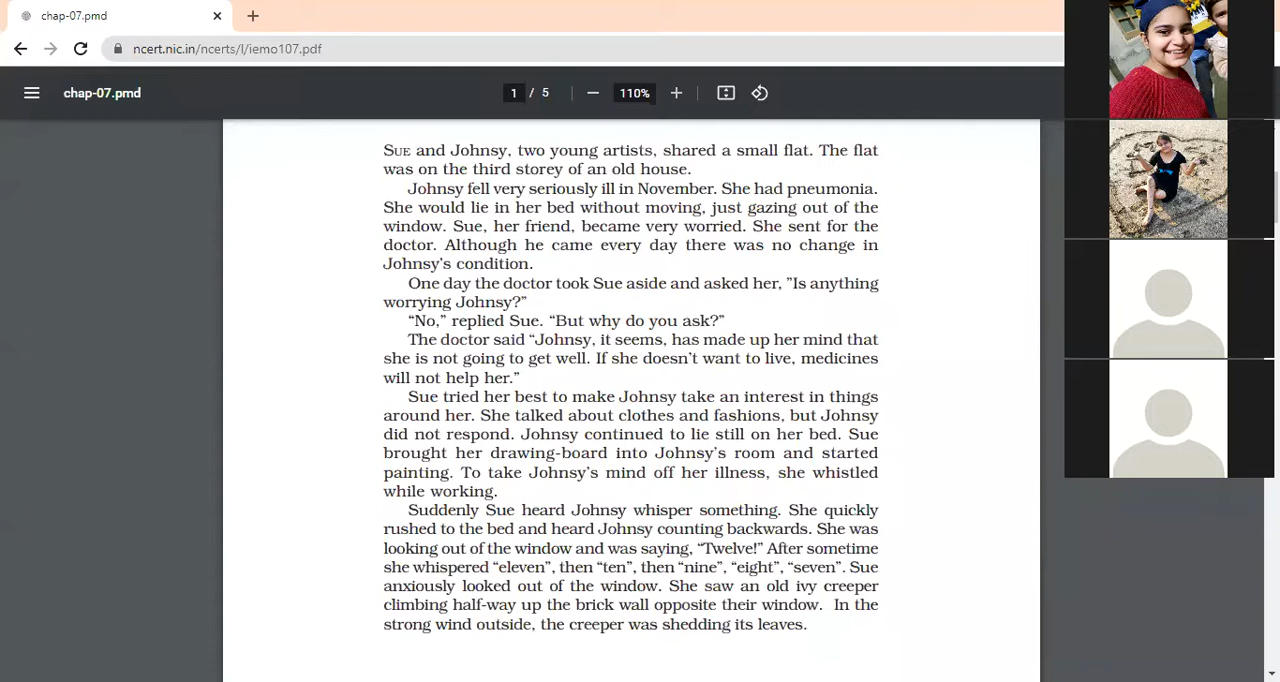 chap-07.pmd
ncert.nic.in/ncerts/l/iemo107.pdf
chap-07.pmd
1 / 5
110%
SUE and Johnsy, two young artists, shared a small flat. The flat
was on the third storey of an old house.
Johnsy fell very seriously ill in November. She had pneumonia.
She would lie in her bed without moving, just gazing out of the
window. Sue, her friend, became very worried. She sent for the
doctor. Although he came every day there was no change in
Johnsy's condition.
One day the doctor took Sue aside and asked her, ”Is anything
worrying Johnsy?”
“No,” replied Sue. “But why do you ask?”
The doctor said “Johnsy, it seems, has made up her mind that
she is not going to get well. If she doesn't want to live, medicines
will not help her.”
Sue tried her best to make Johnsy take an interest in things
around her. She talked about clothes and fashions, but Johnsy
did not respond. Johnsy continued to lie still on her bed. Sue
brought her drawing-board into Johnsy's room and started
painting. To take Johnsy's mind off her illness, she whistled
while working.
Suddenly Sue heard Johnsy whisper something. She quickly
rushed to the bed and heard Johnsy counting backwards. She was
looking out of the window and was saying, “Twelve!” After sometime
she whispered “eleven”, then “ten”, then “nine”, “eight”, “seven”. Sue
anxiously looked out of the window. She saw an old ivy creeper
climbing half-way up the brick wall opposite their window. In the
strong wind outside, the creeper was shedding its leaves.